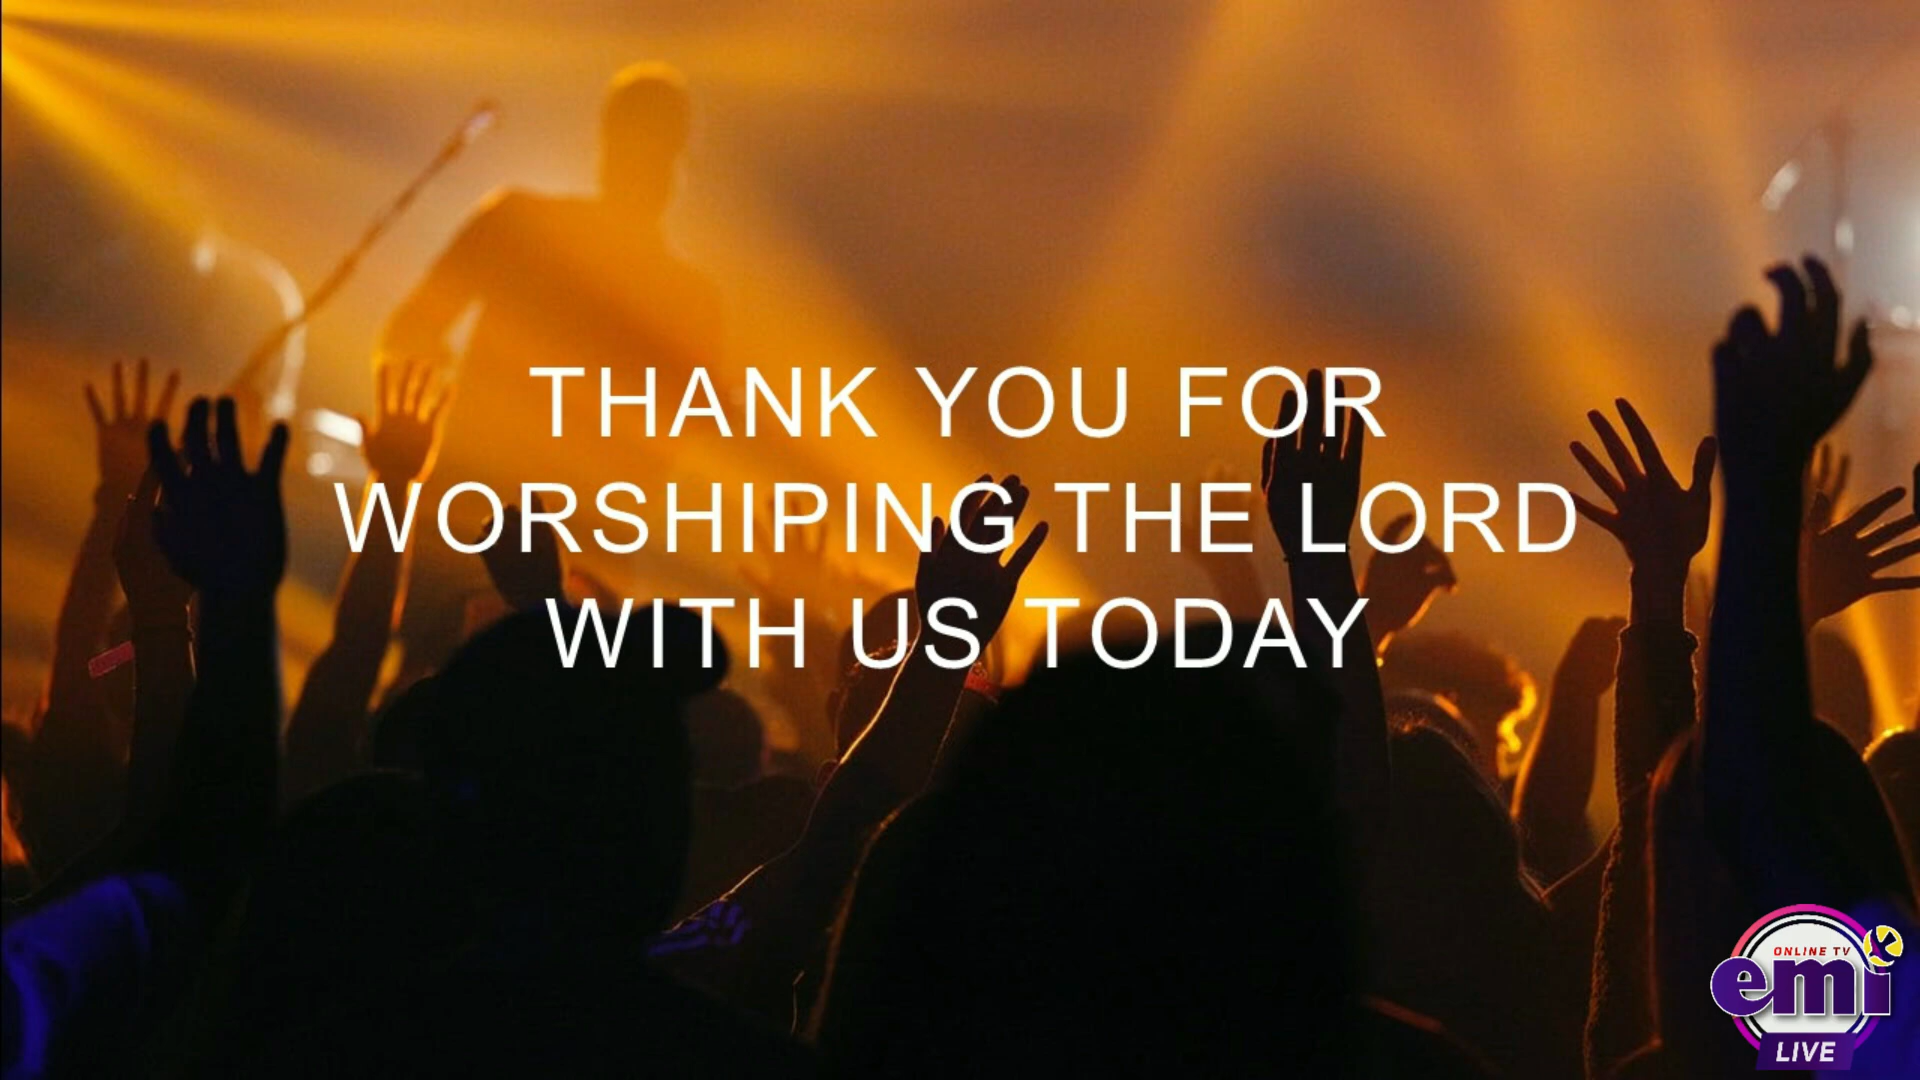 THANK YOU FOR
WORSHIPING THE LORD
WITH US TODAY
ONLINE TV
emi
LIVE